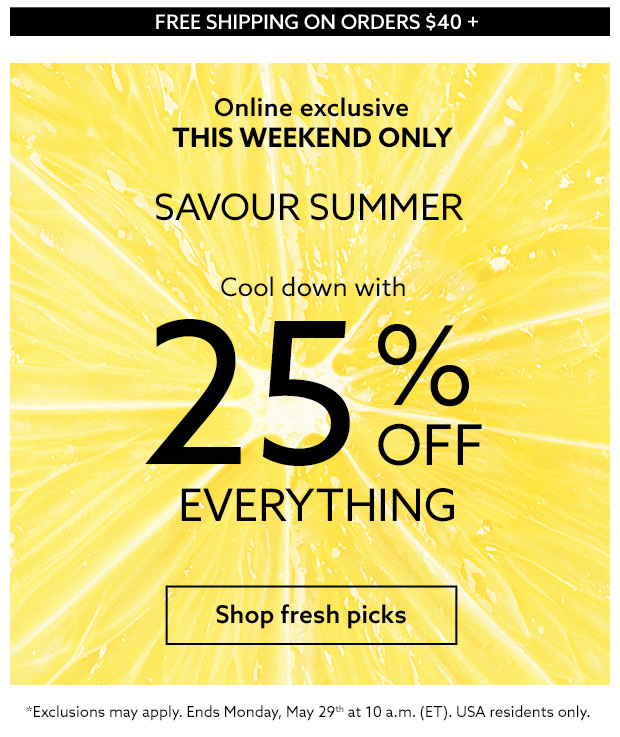 FREE SHIPPING ON ORDERS $40 +
Online exclusive
THIS WEEKEND ONLY
SAVOUR SUMMER
Cool down with
25%
OFF
EVERYTHING
Shop fresh picks
*Exclusions may apply. Ends Monday, May 29th at 10 a.m. (ET). USA residents only.